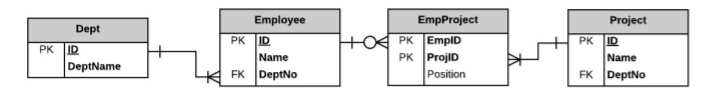 Dept
PK ID
DeptName
Employee
PK ID
Name
FK DeptNo
EmpProject
PK EmpID
PK ProjID
Position
Project
PK ID
Name
FK DeptNo